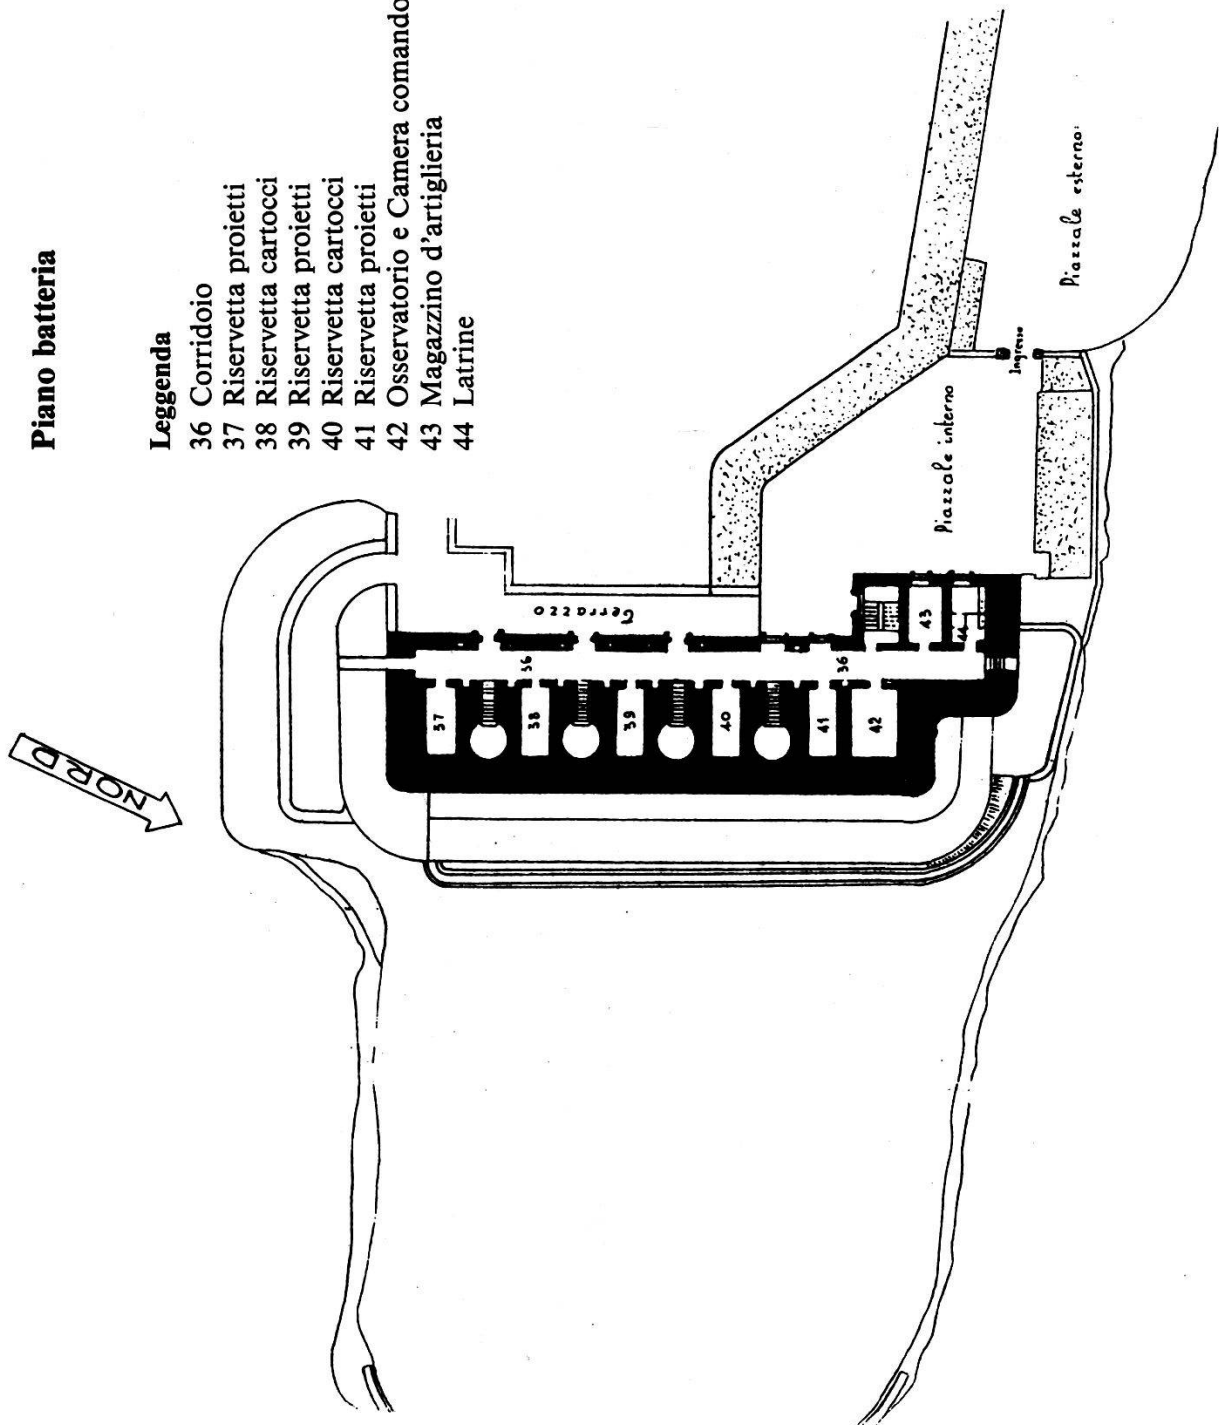 Piano batteria
Leggenda
36 Corridoio
37 Riservetta proietti
38 Riservetta cartocci
39 Riservetta proietti
40 Riservetta cartocci
41 Riservetta proietti
42 Osservatorio e Camera comando
43 Magazzino d'artiglieria
44 Latrine
NORD
Terrazzo
Piazzale interno
Ingresso
Piazzale esterno
36
36
37
38
39
40
41
42
43
44